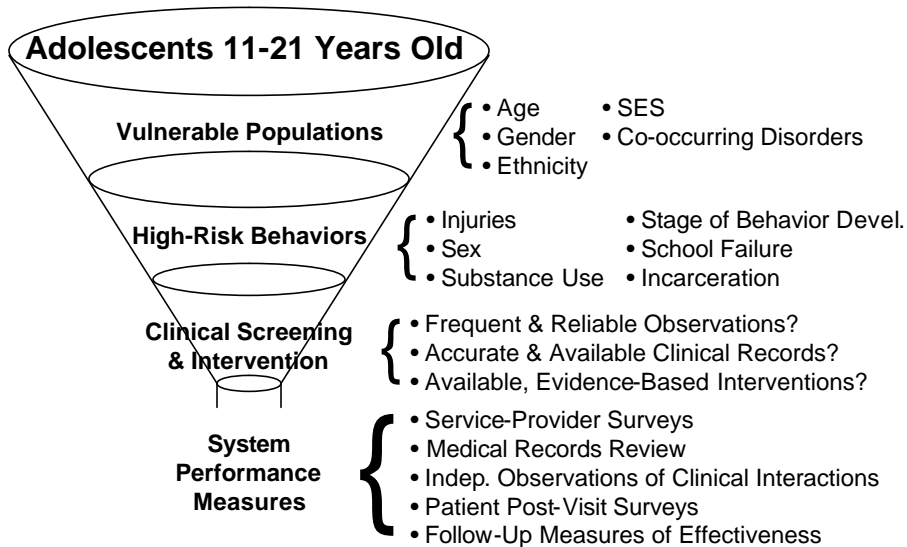 Adolescents 11-21 Years Old
Vulnerable Populations
• Age
• Gender
• Ethnicity
• SES
• Co-occurring Disorders
High-Risk Behaviors
• Injuries
• Sex
• Substance Use
• Stage of Behavior Devel.
• School Failure
• Incarceration
Clinical Screening
& Intervention
• Frequent & Reliable Observations?
• Accurate & Available Clinical Records?
• Available, Evidence-Based Interventions?
System
Performance
Measures
• Service-Provider Surveys
• Medical Records Review
• Indep. Observations of Clinical Interactions
• Patient Post-Visit Surveys
• Follow-Up Measures of Effectiveness